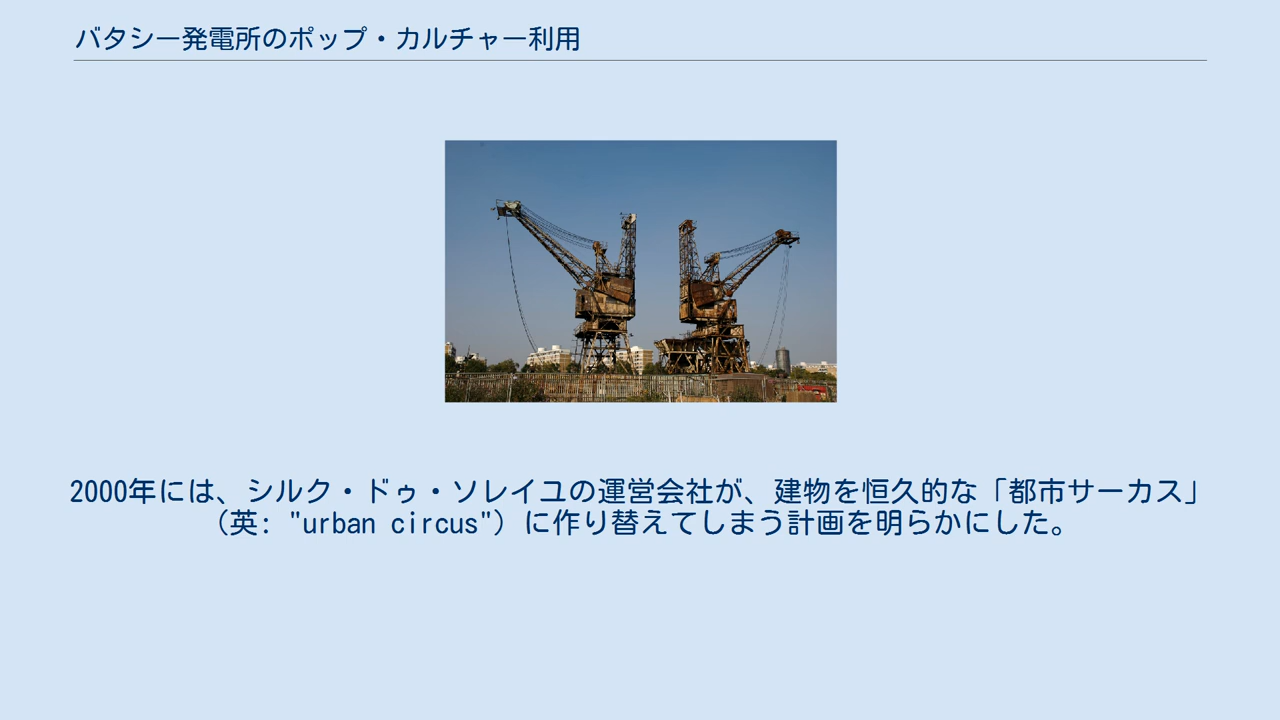 バタシー発電所のポップ・カルチャー利用
2000年には、シルク・ドゥ・ソレイユの運営会社が、建物を恒久的な「都市サーカス」
（英: "urban circus"）に作り替えてしまう計画を明らかにした。